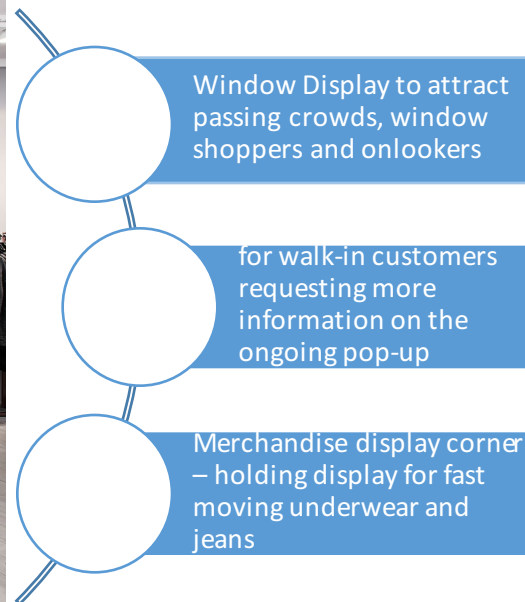 Window Display to attract
passing crowds, window
shoppers and onlookers
for walk-in customers
requesting more
information on the
ongoing pop-up
Merchandise display corner
– holding display for fast
moving underwear and
jeans